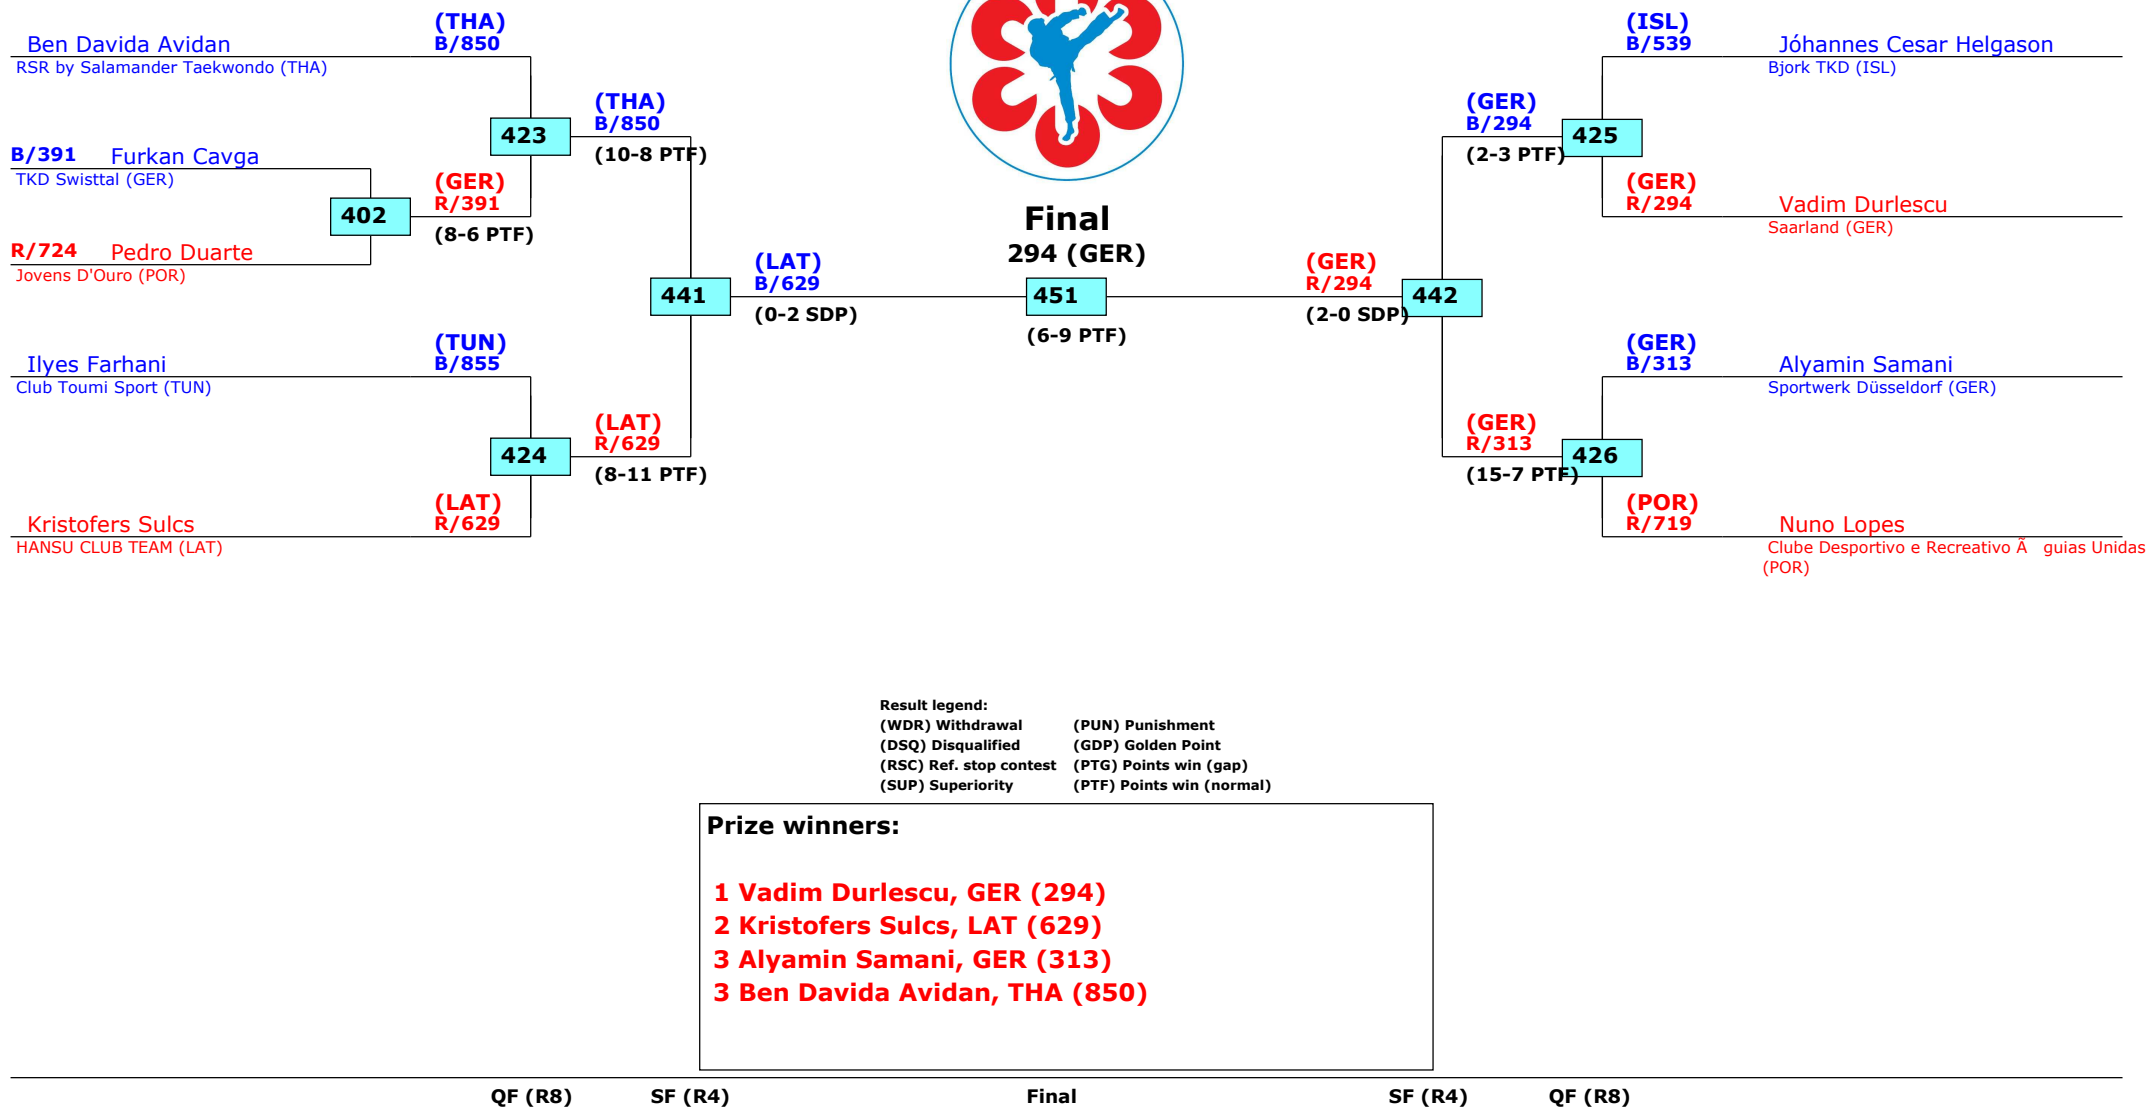 (THA)
B/850
Ben Davida Avidan
RSR by Salamander Taekwondo (THA)
(THA)
B/850
423
(10-8 PTF)
B/391 Furkan Cavga
TKD Swisttal (GER)
(GER)
R/391
402
(8-6 PTF)
R/724 Pedro Duarte
Jovens D'Ouro (POR)
441
(LAT)
B/629
(0-2 SDP)
(TUN)
B/855
Ilyes Farhani
Club Toumi Sport (TUN)
(LAT)
R/629
424
(8-11 PTF)
(LAT)
R/629
Kristofers Sulcs
HANSU CLUB TEAM (LAT)
Final
294 (GER)
451
(6-9 PTF)
(ISL)
B/539
Jóhannes Cesar Helgason
Bjork TKD (ISL)
(GER)
B/294
425
(2-3 PTF)
(GER)
R/294
Vadim Durlescu
Saarland (GER)
(GER)
R/294
442
(2-0 SDP)
(GER)
B/313
Alyamin Samani
Sportwerk Düsseldorf (GER)
(GER)
R/313
426
(15-7 PTF)
(POR)
R/719
Nuno Lopes
Clube Desportivo e Recreativo Ã guias Unidas
(POR)
Result legend:
(WDR) Withdrawal (PUN) Punishment
(DSQ) Disqualified (GDP) Golden Point
(RSC) Ref. stop contest (PTG) Points win (gap)
(SUP) Superiority (PTF) Points win (normal)
Prize winners:
1 Vadim Durlescu, GER (294)
2 Kristofers Sulcs, LAT (629)
3 Alyamin Samani, GER (313)
3 Ben Davida Avidan, THA (850)
QF (R8) SF (R4) Final SF (R4) QF (R8)